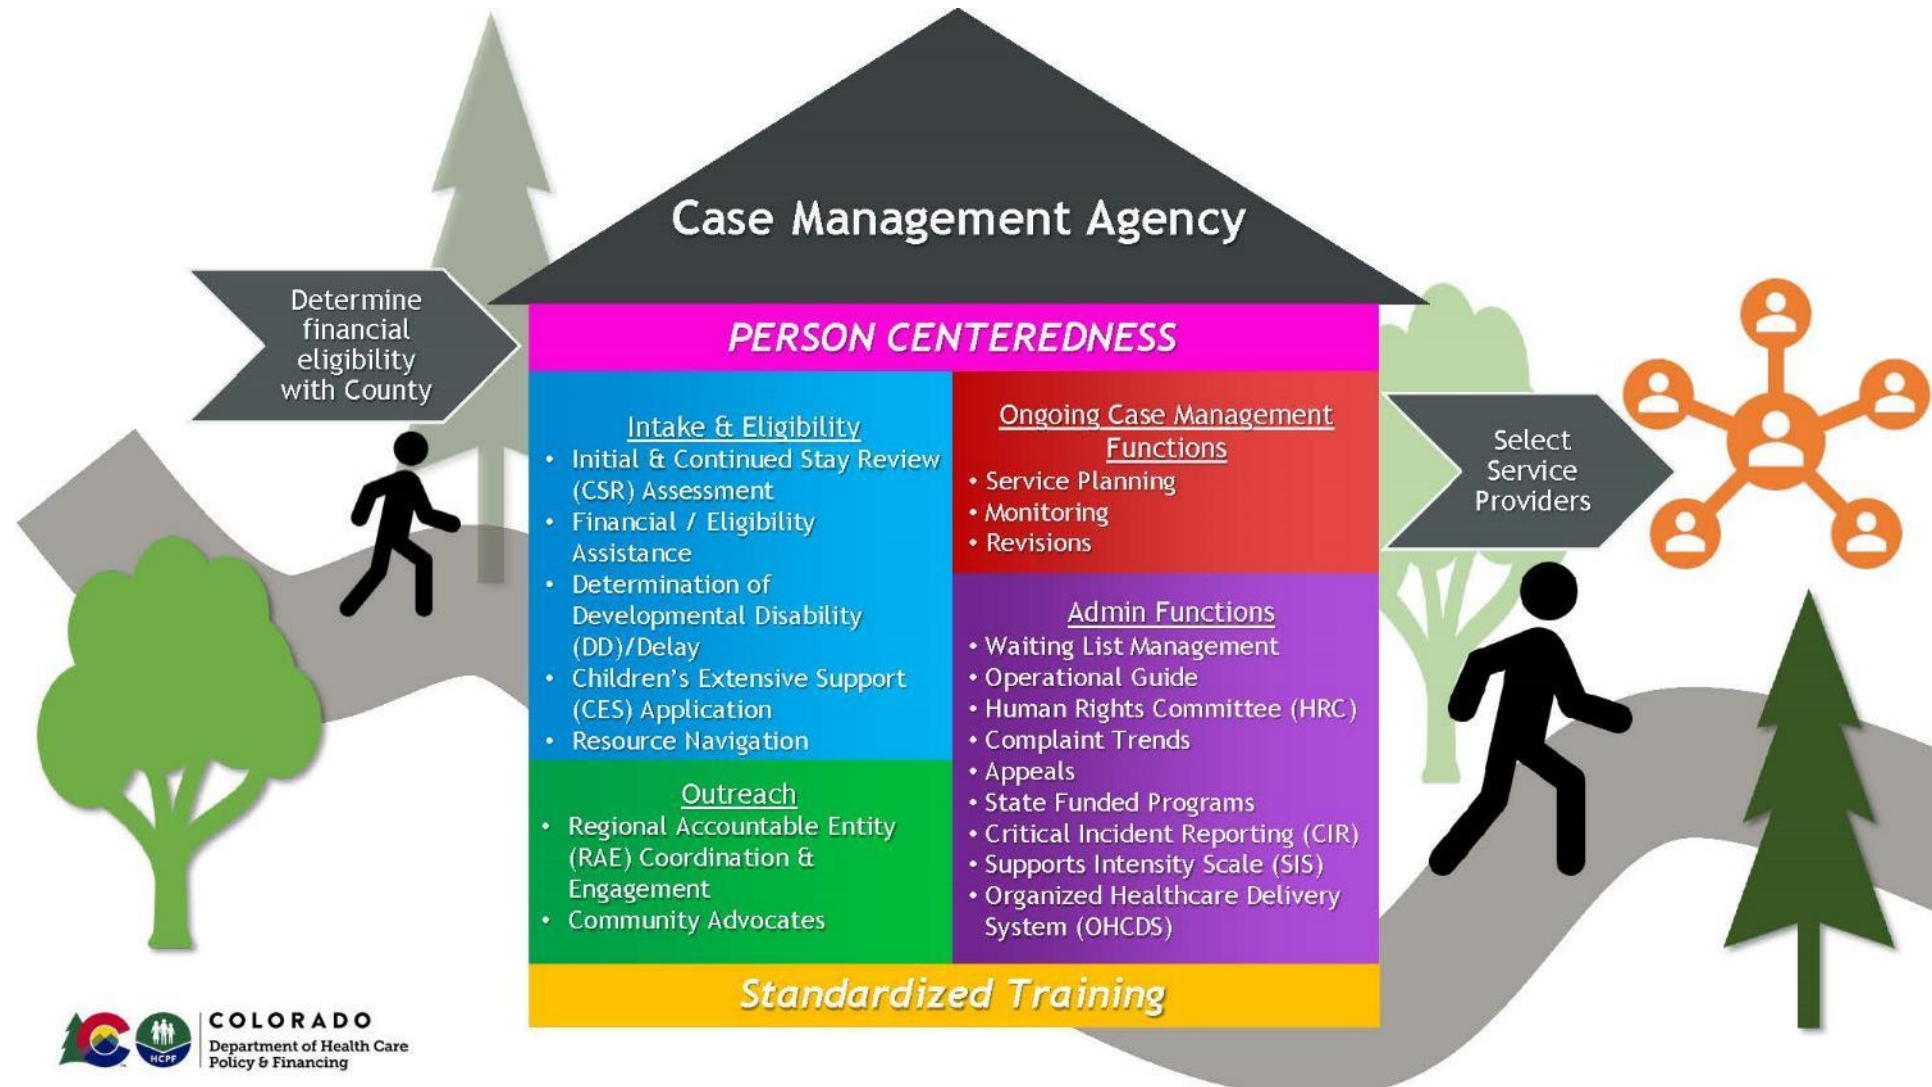 Case Management Agency
Determine
financial
eligibility
with County
PERSON CENTEREDNESS
Intake & Eligibility
• Initial & Continued Stay Review
(CSR) Assessment
• Financial / Eligibility
Assistance
• Determination of
Developmental Disability
(DD)/Delay
• Children's Extensive Support
(CES) Application
• Resource Navigation
Outreach
• Regional Accountable Entity
(RAE) Coordination &
Engagement
• Community Advocates
Ongoing Case Management
Functions
• Service Planning
• Monitoring
• Revisions
Admin Functions
• Waiting List Management
• Operational Guide
• Human Rights Committee (HRC)
• Complaint Trends
• Appeals
• State Funded Programs
• Critical Incident Reporting (CIR)
• Supports Intensity Scale (SIS)
• Organized Healthcare Delivery
System (OHCDS)
Standardized Training
Select
Service
Providers
HCPF
COLORADO
Department of Health Care
Policy & Financing